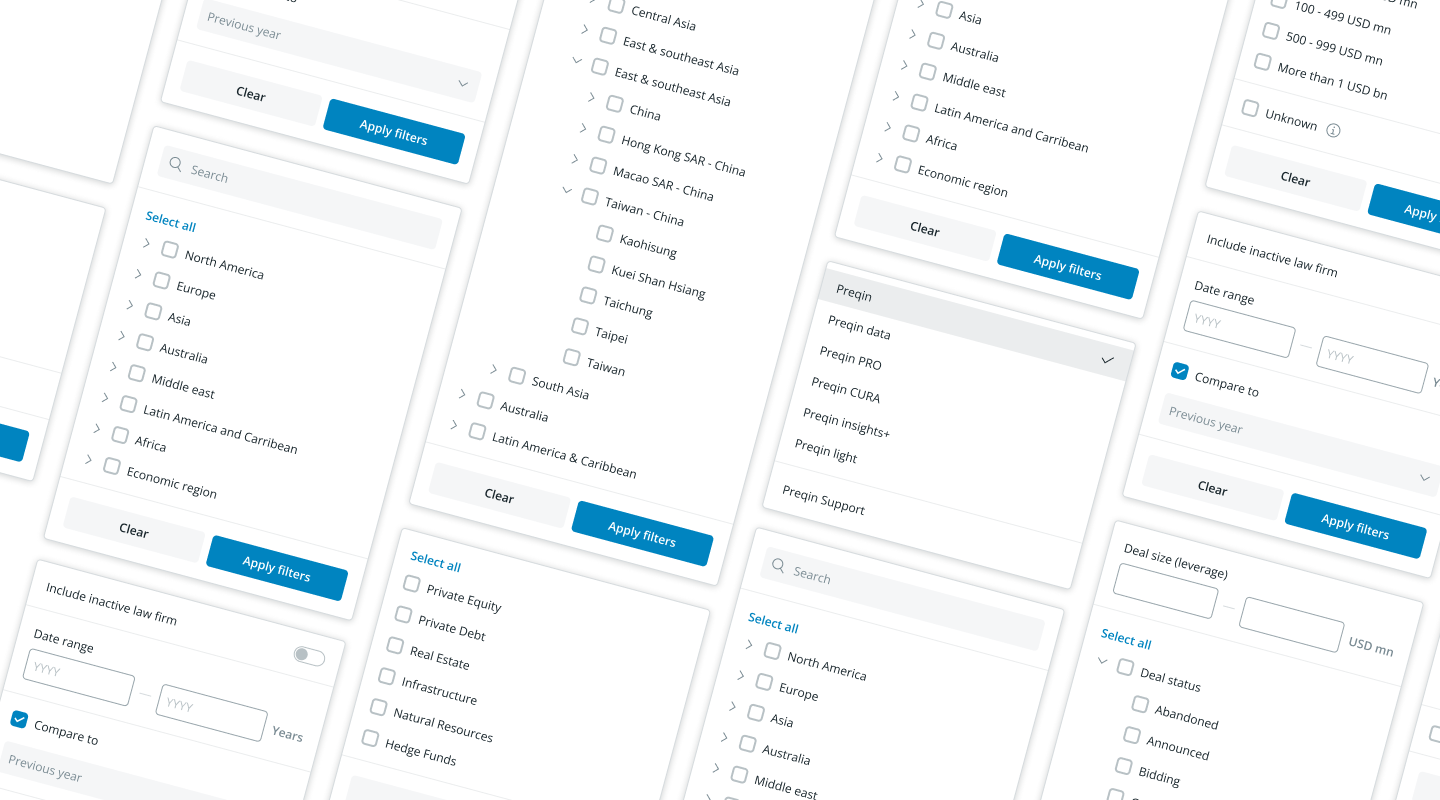 Previous year
Clear
Apply filters
Search
Select all
North America
Europe
Asia
Australia
Middle east
Latin America and Carribean
Africa
Economic region
Clear
Apply filters
Include inactive law firm
Date range
YYYY
YYYY
Years
Compare to
Previous year
Central Asia
East & southeast Asia
East & southeast Asia
China
Hong Kong SAR - China
Macao SAR - China
Taiwan - China
Kaohisung
Kuei Shan Hsiang
Taichung
Taipei
Taiwan
South Asia
Australia
Latin America & Caribbean
Clear
Apply filters
Select all
Private Equity
Private Debt
Real Estate
Infrastructure
Natural Resources
Hedge Funds
Asia
Australia
Middle east
Latin America and Carribean
Africa
Economic region
Clear
Apply filters
Preqin
Preqin data
Preqin PRO
Preqin CURA
Preqin insights+
Preqin light
Preqin Support
Search
Select all
North America
Europe
Asia
Australia
Middle east
100 - 499 USD mn
500 - 999 USD mn
More than 1 USD bn
Unknown
Clear
Apply
Include inactive law firm
Date range
YYYY
YYYY
Compare to
Previous year
Clear
Apply filters
Deal size (leverage)
USD mn
Select all
Deal status
Abandoned
Announced
Bidding